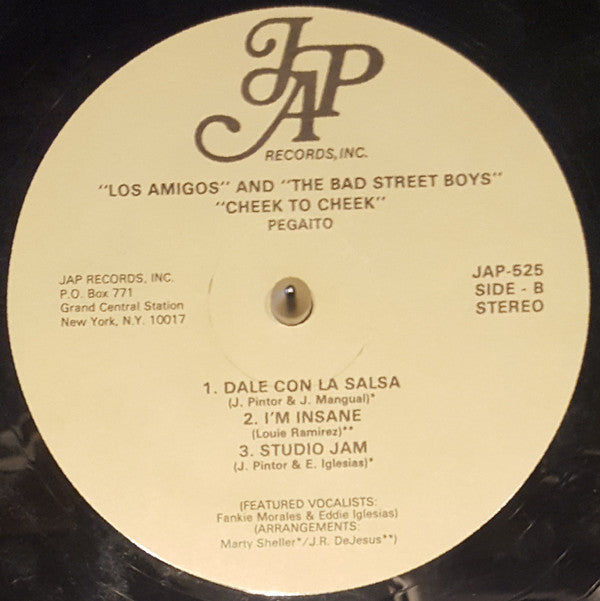 JAP
RECORDS, INC.
"LOS AMIGOS" AND "THE BAD STREET BOYS"
"CHEEK TO CHEEK"
PEGAITO
JAP RECORDS, INC.
P.O. Box 771
Grand Central Station
New York, N.Y. 10017
JAP-525
SIDE - B
STEREO
1. DALE CON LA SALSA
(J. Pintor & J. Mangual)*
2. I'M INSANE
(Louie Ramirez)**
3. STUDIO JAM
(J. Pintor & E. Iglesias)*
(FEATURED VOCALISTS:
Fankie Morales & Eddie Iglesias)
(ARRANGEMENTS:
Marty Sheller*/J.R. DeJesus**)